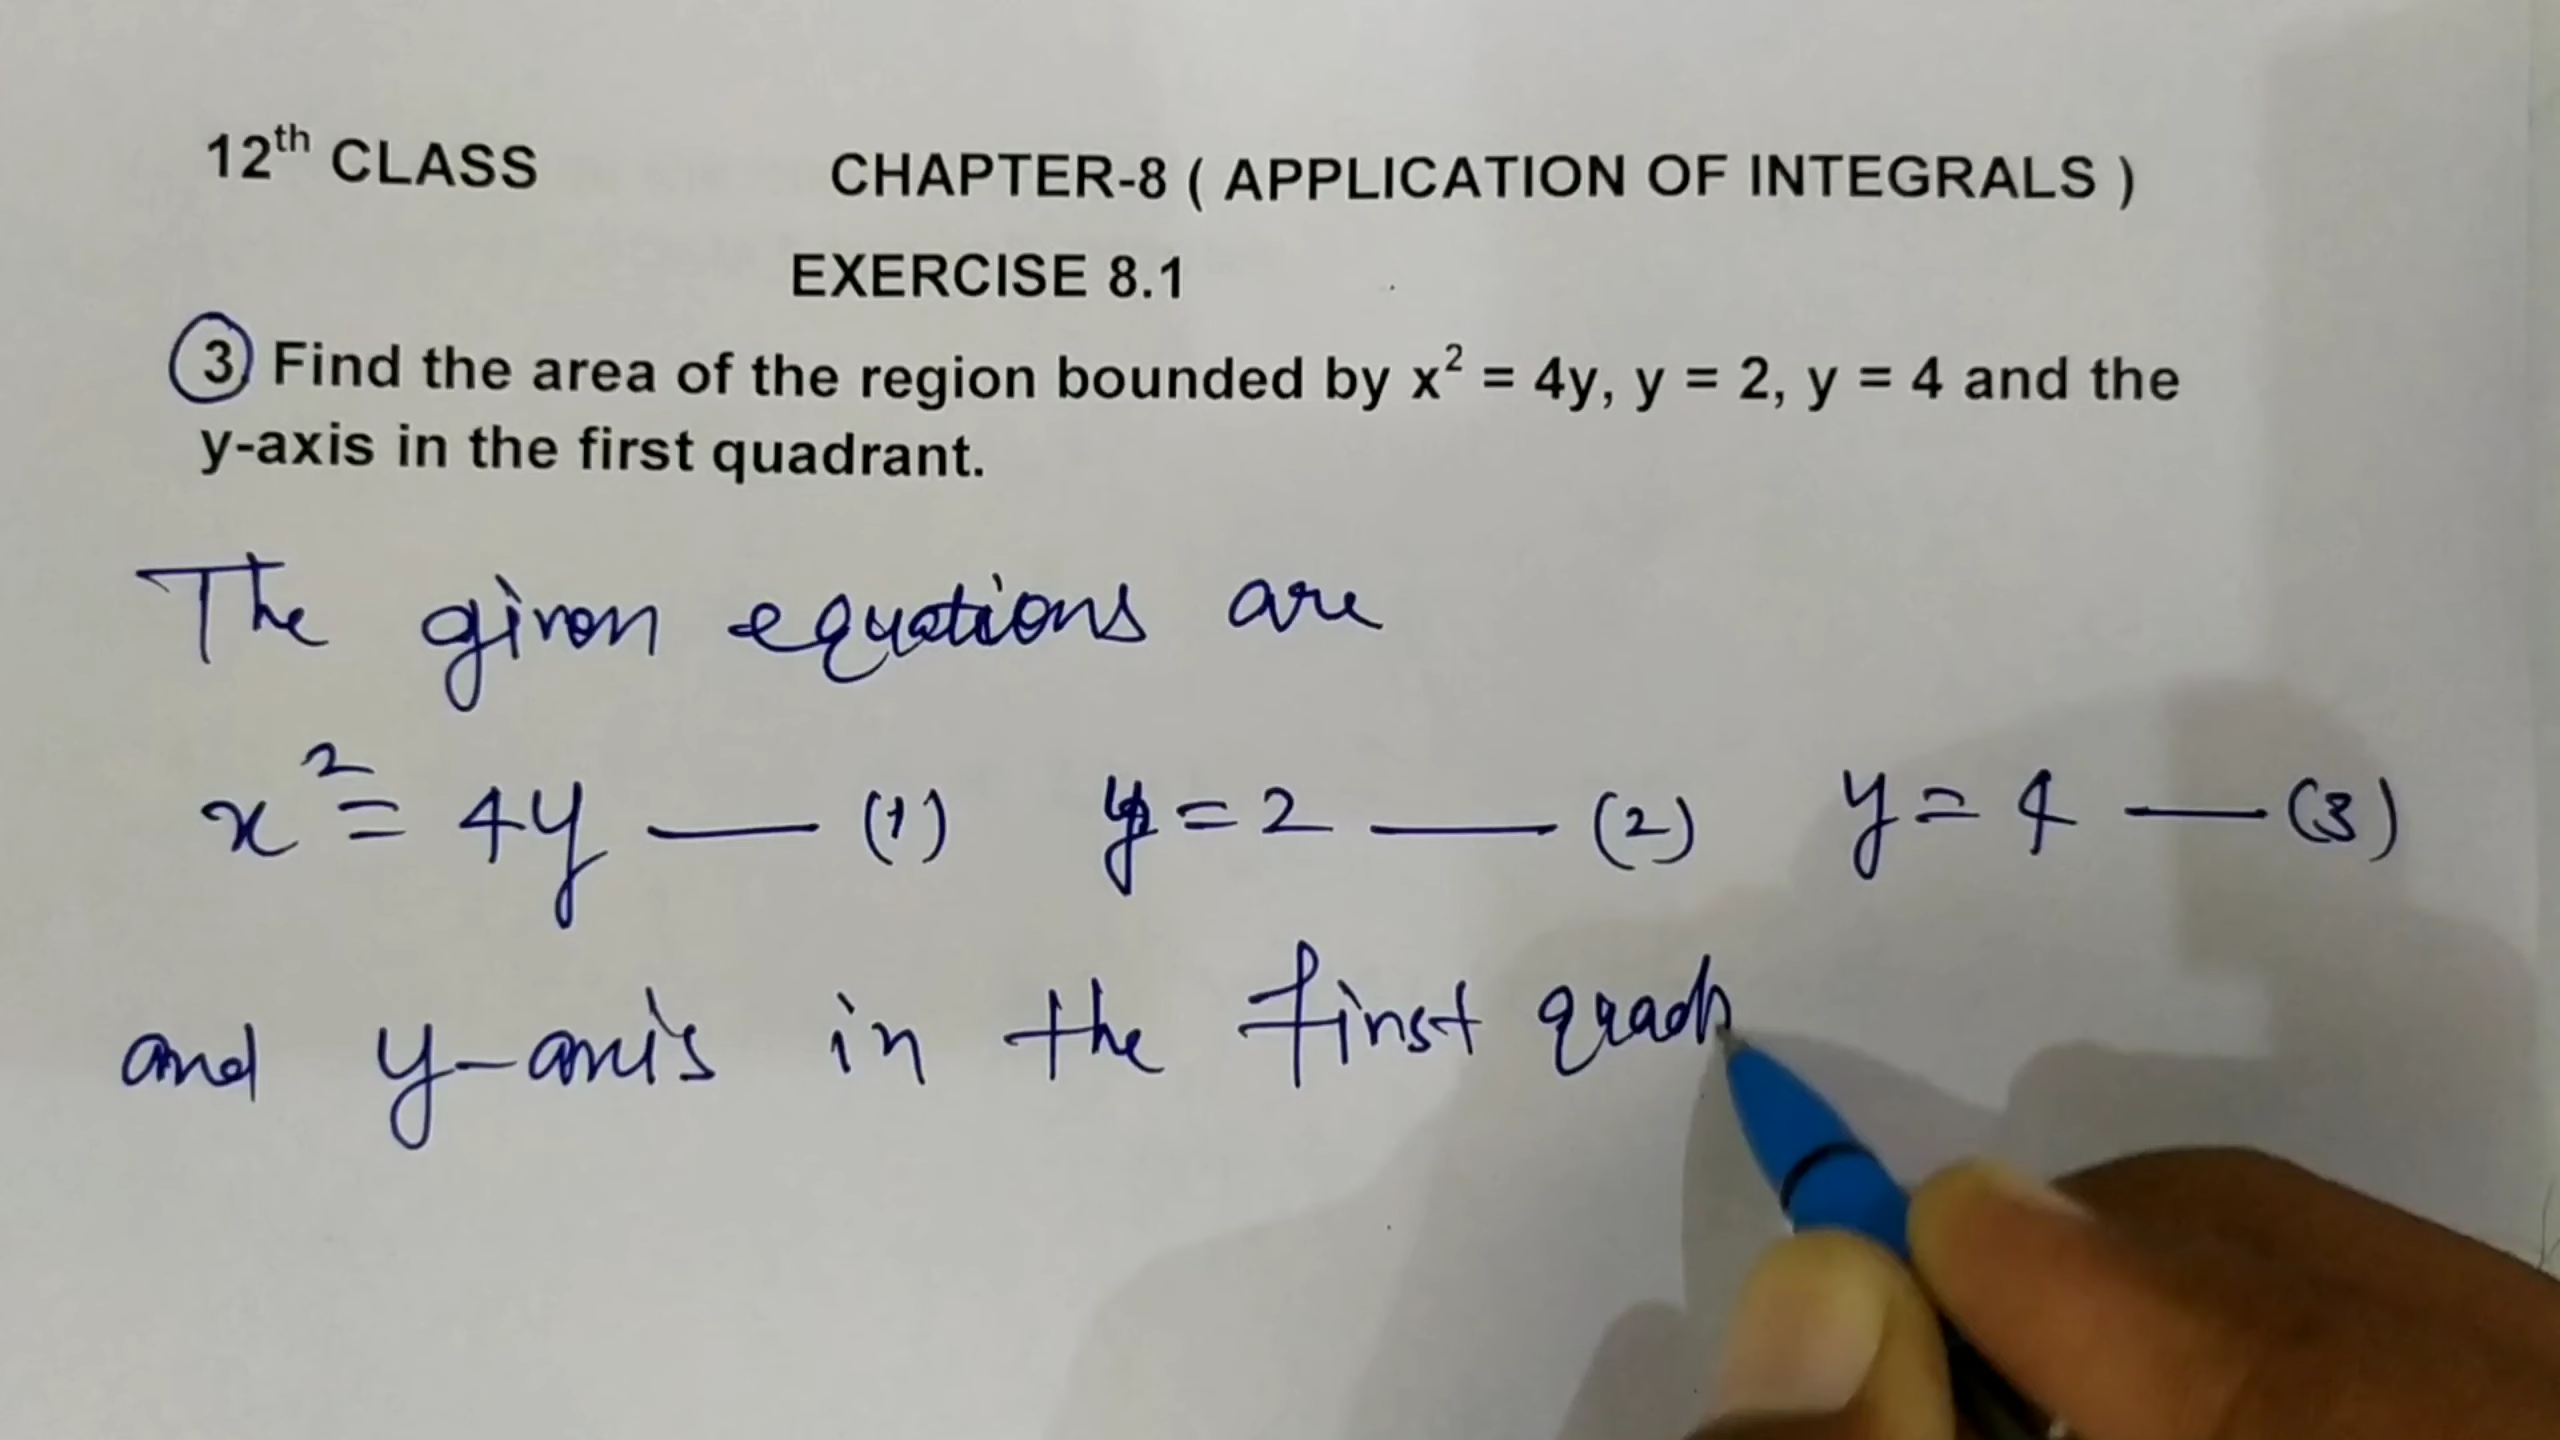 12th CLASS CHAPTER-8 ( APPLICATION OF INTEGRALS )
EXERCISE 8.1
3) Find the area of the region bounded by x² = 4y, y = 2, y = 4 and the
y-axis in the first quadrant.
The given equations are
x² = 4y — (1) y = 2 — (2) y = 4 — (3)
and y-axis in the first quad